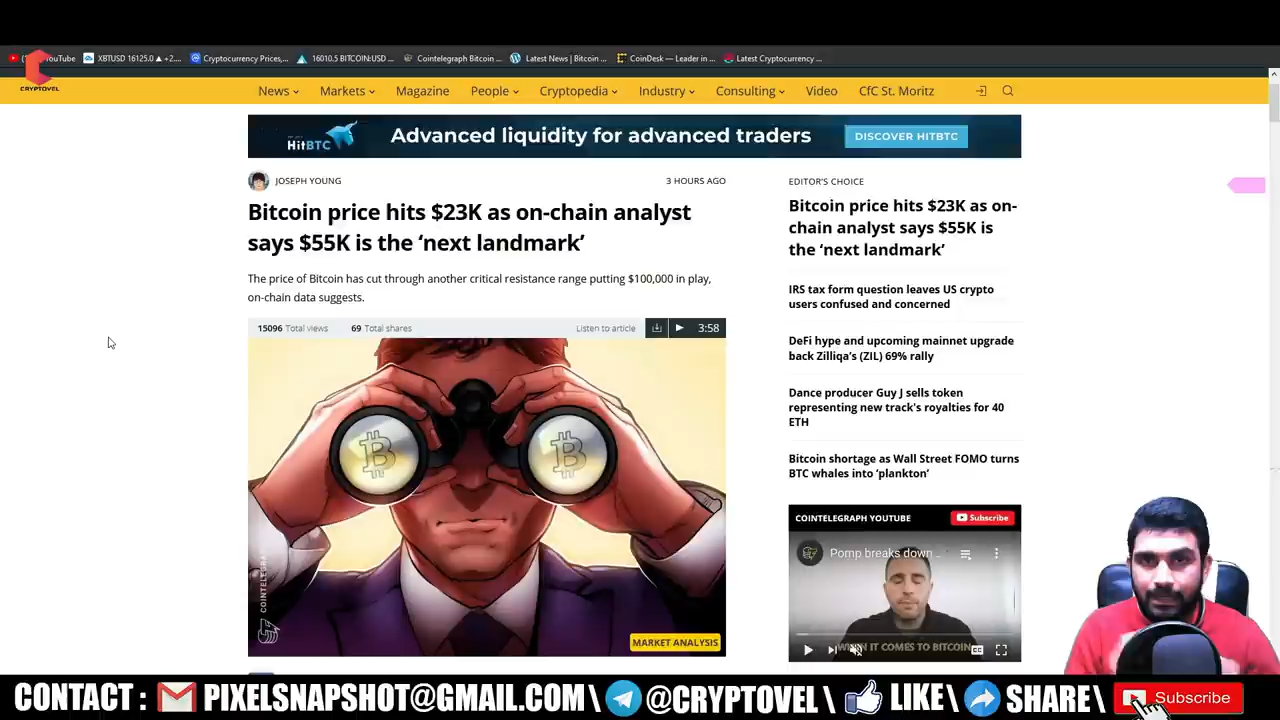 YouTube
XBTUSD 16125.0 ▲ +2....
Cryptocurrency Prices,...
16010.5 BITCOIN:USD ...
Cointelegraph Bitcoin ...
Latest News | Bitcoin ...
CoinDesk — Leader in ...
Latest Cryptocurrency ...
CRYPTOVEL
News
Markets
Magazine
People
Cryptopedia
Industry
Consulting
Video
CfC St. Moritz
HitBTC
Advanced liquidity for advanced traders
DISCOVER HITBTC
JOSEPH YOUNG
3 HOURS AGO
Bitcoin price hits $23K as on-chain analyst
says $55K is the ‘next landmark’
The price of Bitcoin has cut through another critical resistance range putting $100,000 in play,
on-chain data suggests.
15096 Total views
69 Total shares
Listen to article
3:58
COINTELEGRAPH
MARKET ANALYSIS
EDITOR'S CHOICE
Bitcoin price hits $23K as on-
chain analyst says $55K is
the ‘next landmark’
IRS tax form question leaves US crypto
users confused and concerned
DeFi hype and upcoming mainnet upgrade
back Zilliqa's (ZIL) 69% rally
Dance producer Guy J sells token
representing new track's royalties for 40
ETH
Bitcoin shortage as Wall Street FOMO turns
BTC whales into ‘plankton’
COINTELEGRAPH YOUTUBE
Subscribe
Pomp breaks down ...
WHEN IT COMES TO BITCOIN
CONTACT : PIXELSNAPSHOT@GMAIL.COM \ @CRYPTOVEL \ LIKE\ SHARE\ Subscribe